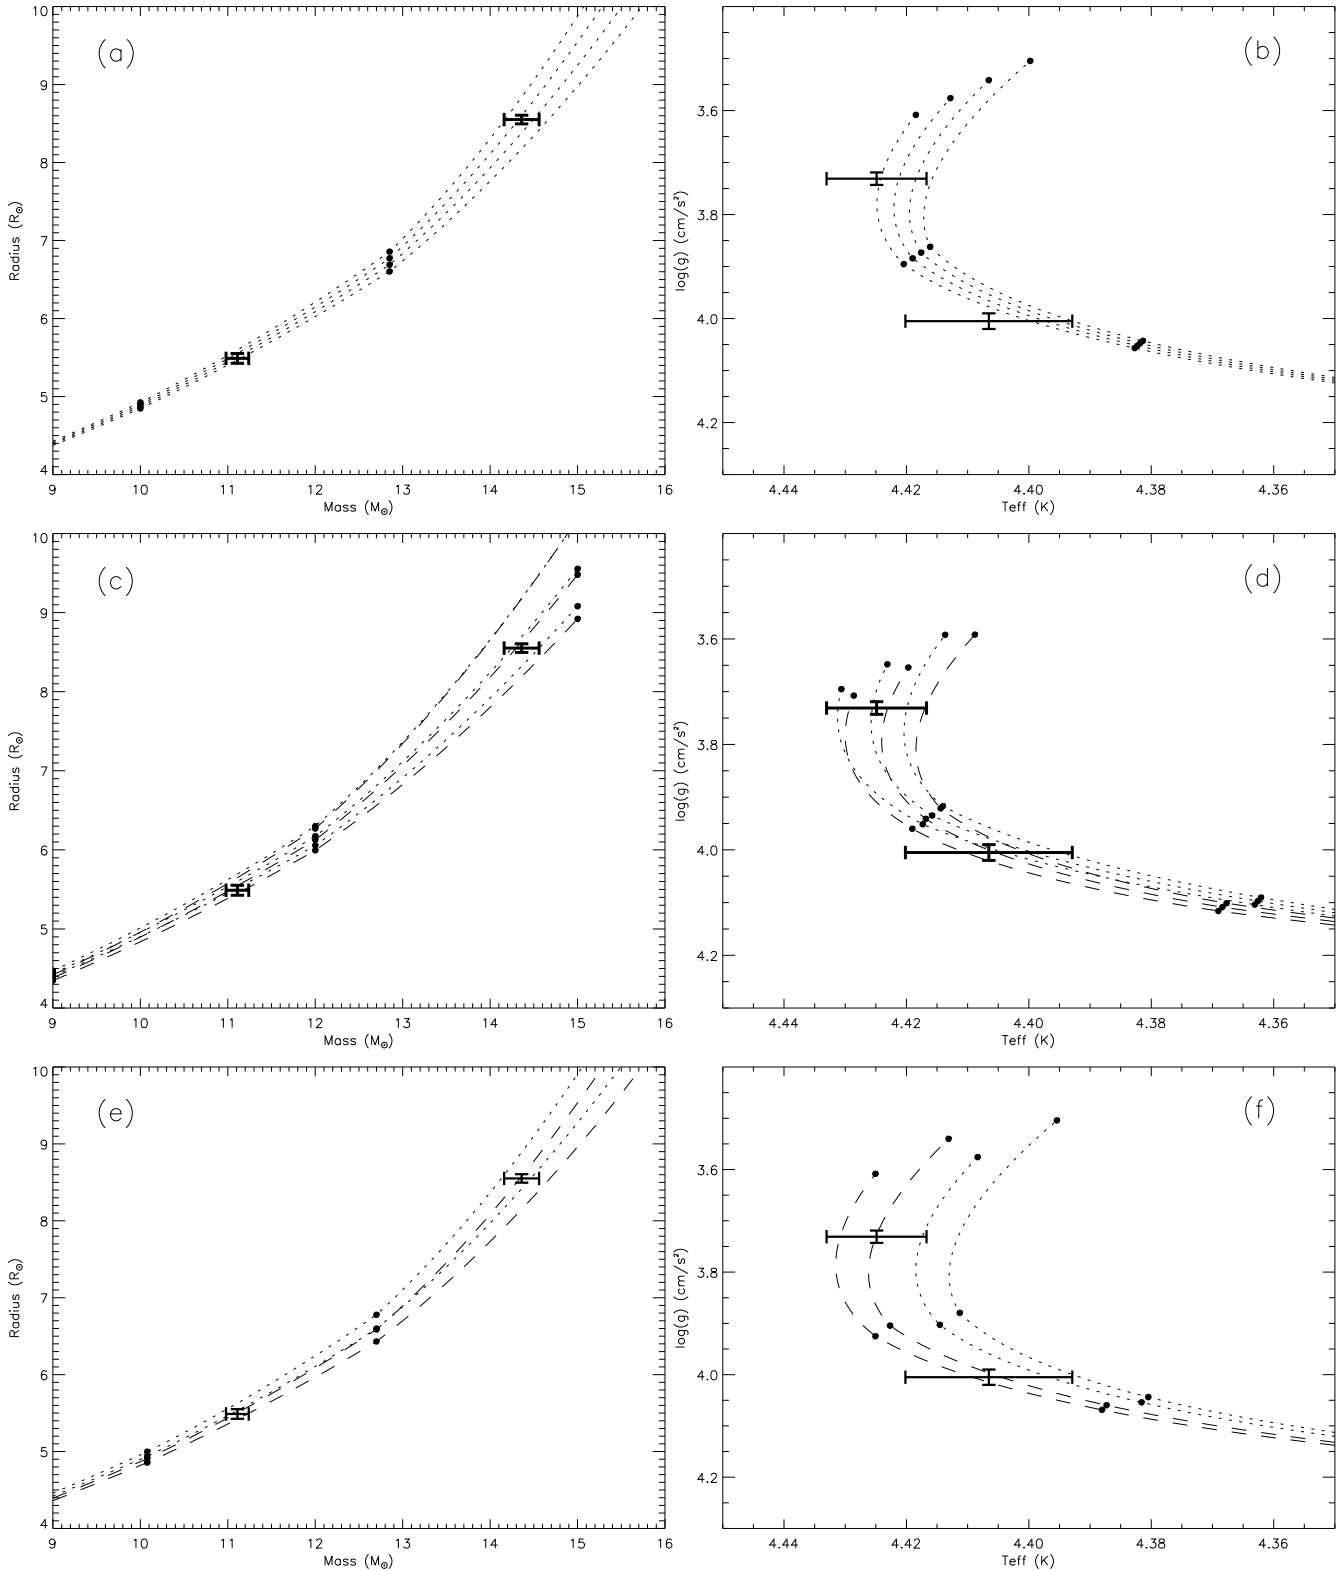 (a)
10
9
8
7
6
5
4
Radius (R⊙)
9 10 11 12 13 14 15 16
Mass (M⊙)
(b)
3.6
3.8
4.0
4.2
log(g) (cm/s²)
4.44 4.42 4.40 4.38 4.36
Teff (K)
(c)
10
9
8
7
6
5
4
Radius (R⊙)
9 10 11 12 13 14 15 16
Mass (M⊙)
(d)
3.6
3.8
4.0
4.2
log(g) (cm/s²)
4.44 4.42 4.40 4.38 4.36
Teff (K)
(e)
10
9
8
7
6
5
4
Radius (R⊙)
9 10 11 12 13 14 15 16
Mass (M⊙)
(f)
3.6
3.8
4.0
4.2
log(g) (cm/s²)
4.44 4.42 4.40 4.38 4.36
Teff (K)